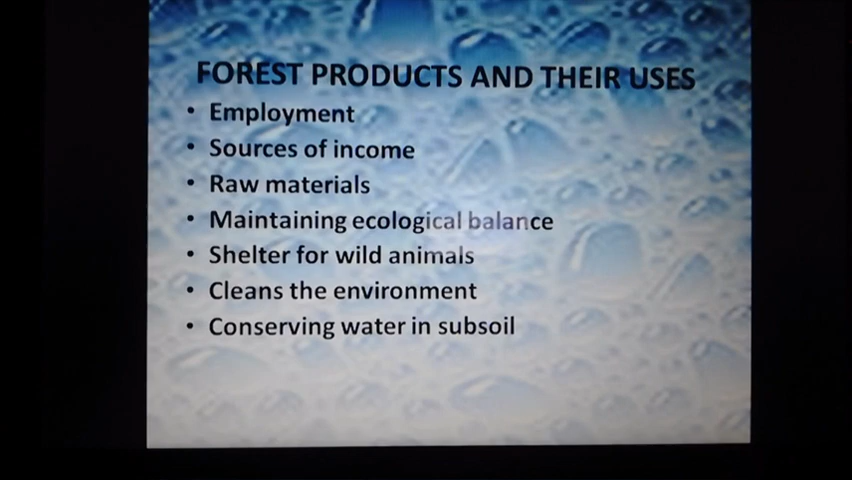 FOREST PRODUCTS AND THEIR USES
• Employment
• Sources of income
• Raw materials
• Maintaining ecological balance
• Shelter for wild animals
• Cleans the environment
• Conserving water in subsoil